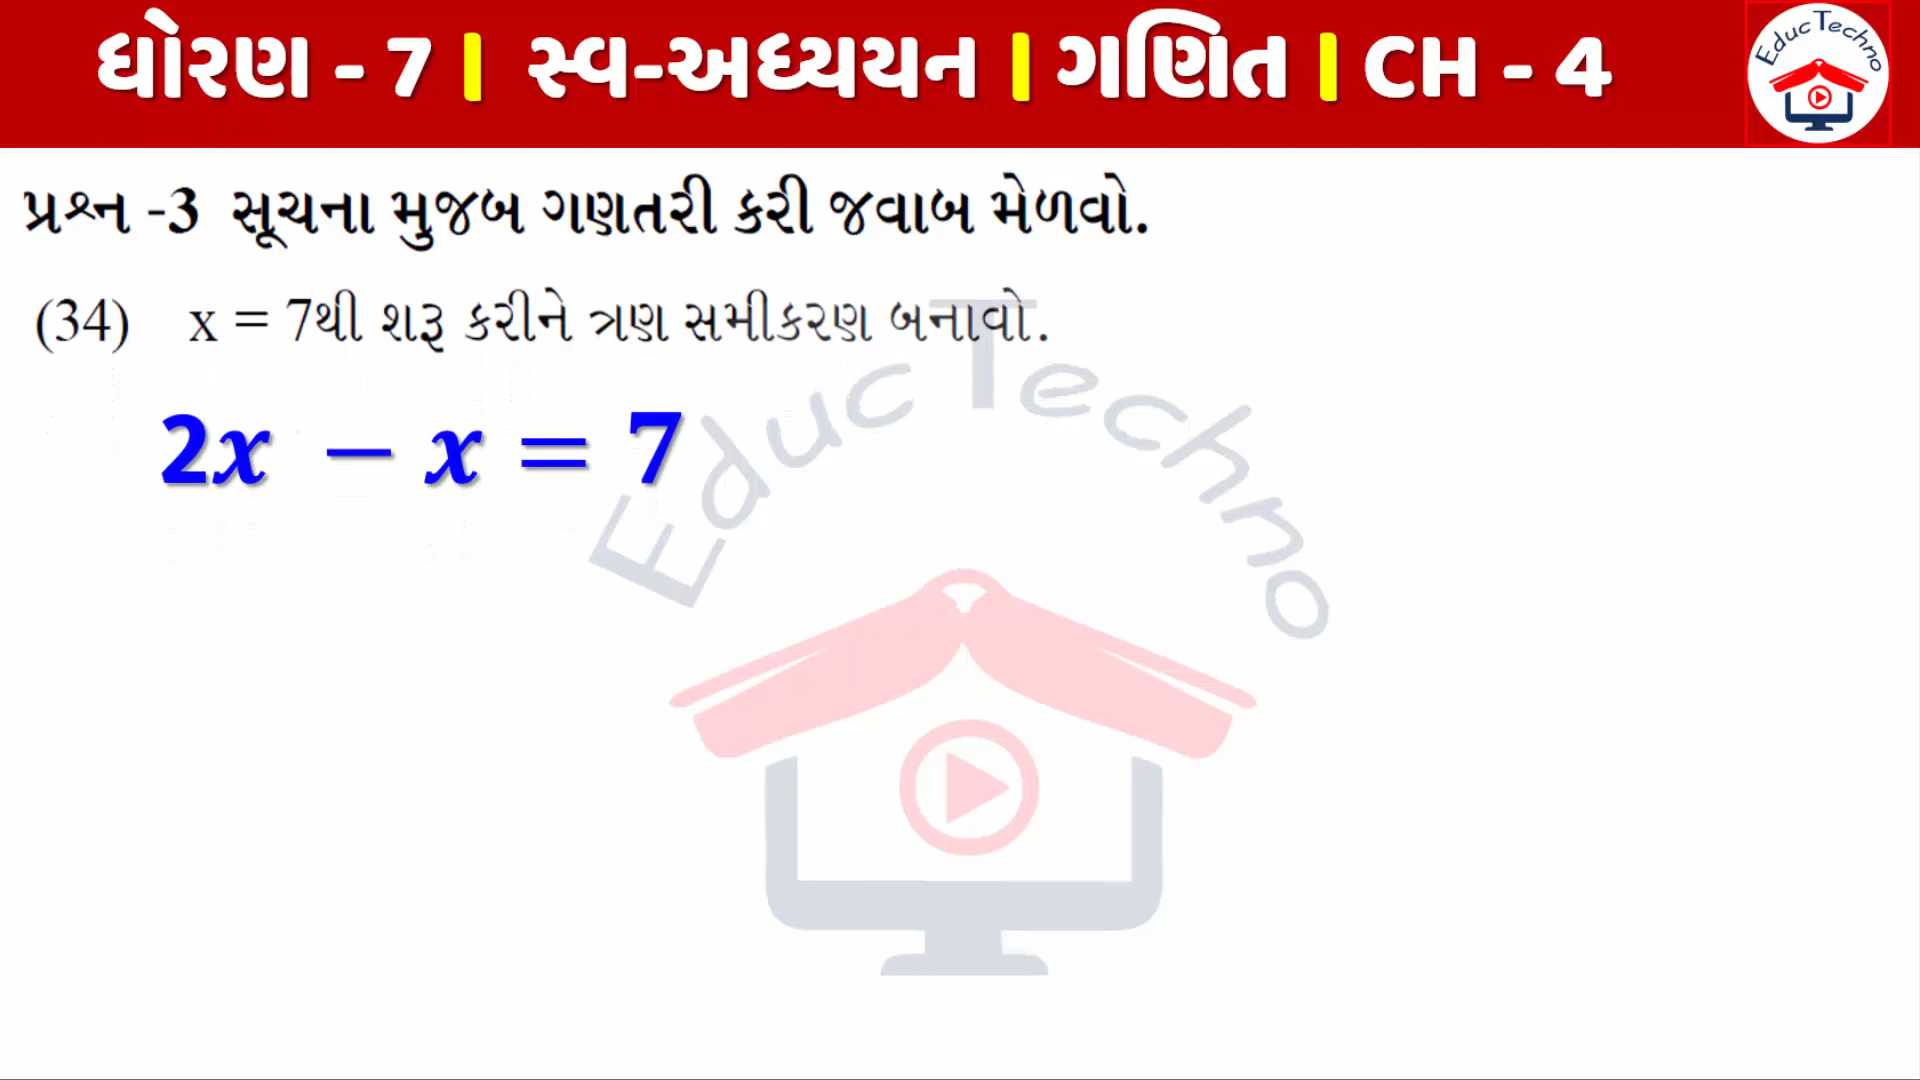 ધોરણ - 7 | સ્વ-અધ્યયન | ગણિત | CH - 4
EducTechno
પ્રશ્ન -3 સૂચના મુજબ ગણતરી કરી જવાબ મેળવો.
(34) x = 7થી શરૂ કરીને ત્રણ સમીકરણ બનાવો.
2x − x = 7
EducTechno